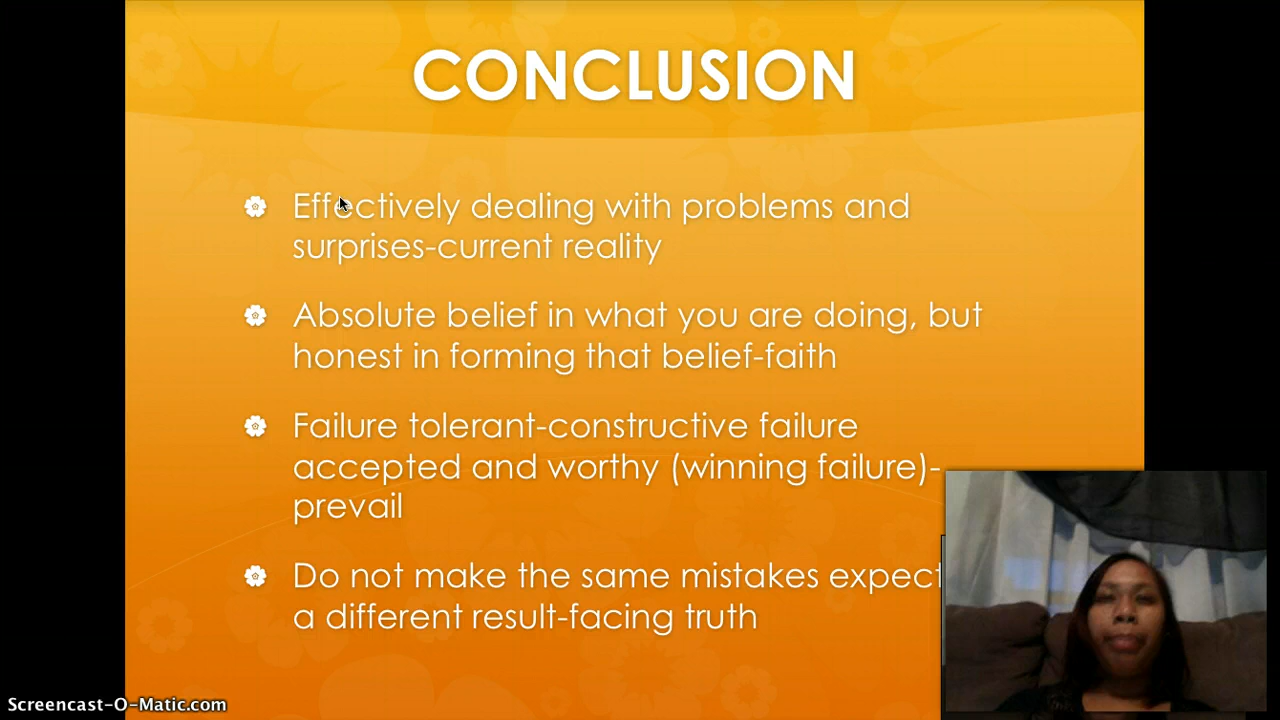 CONCLUSION
Effectively dealing with problems and
surprises-current reality
Absolute belief in what you are doing, but
honest in forming that belief-faith
Failure tolerant-constructive failure
accepted and worthy (winning failure)-
prevail
Do not make the same mistakes expect
a different result-facing truth
Screencast-O-Matic.com